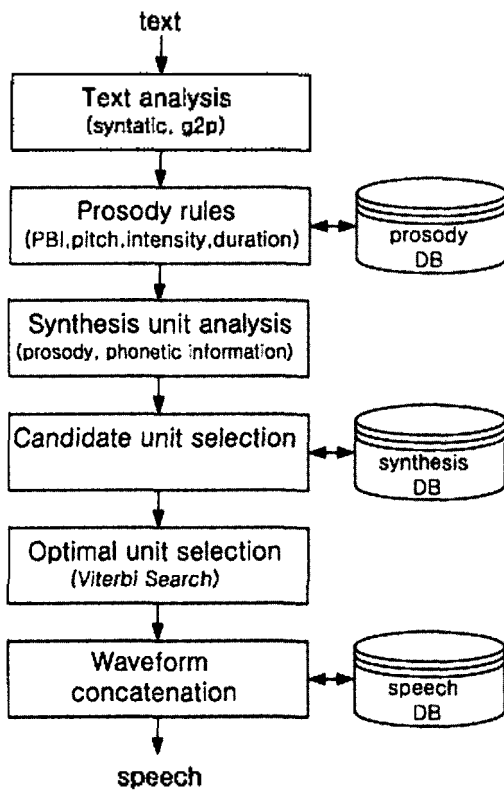 text
Text analysis
(syntatic, g2p)
Prosody rules
(PBI,pitch,intensity,duration)
prosody
DB
Synthesis unit analysis
(prosody, phonetic information)
Candidate unit selection
synthesis
DB
Optimal unit selection
(Viterbi Search)
Waveform
concatenation
speech
DB
speech